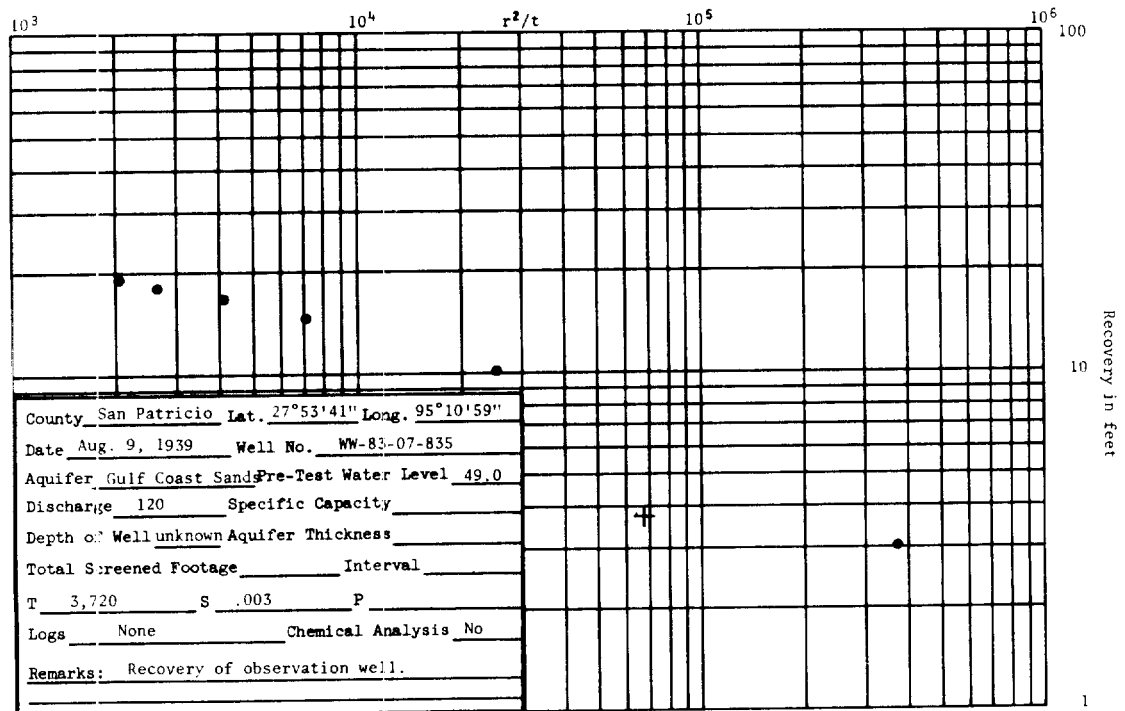 10³ 10⁴ r²/t 10⁵ 10⁶
100
10
Recovery in feet
1
County San Patricio Lat. 27°53'41" Long. 95°10'59"
Date Aug. 9, 1939 Well No. WW-83-07-835
Aquifer Gulf Coast Sands Pre-Test Water Level 49.0
Discharge 120 Specific Capacity
Depth of Well unknown Aquifer Thickness
Total Screened Footage Interval
T 3,720 S .003 P
Logs None Chemical Analysis No
Remarks: Recovery of observation well.